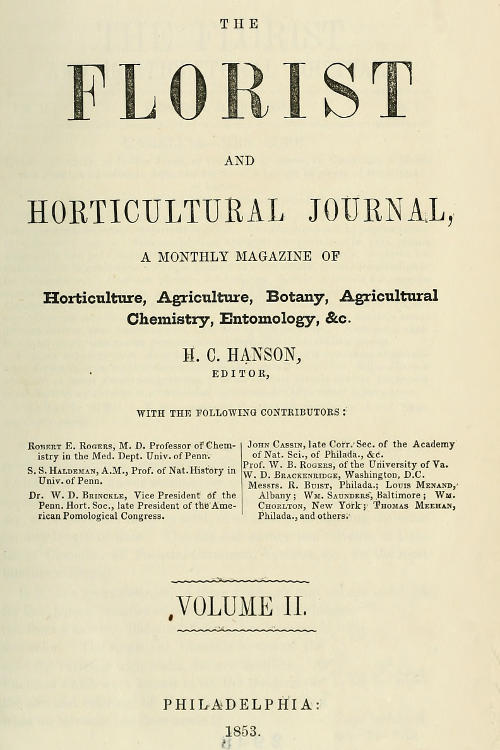 THE
FLORIST
AND
HORTICULTURAL JOURNAL,
A MONTHLY MAGAZINE OF
Horticulture, Agriculture, Botany, Agricultural
Chemistry, Entomology, &c.
H. C. HANSON,
EDITOR,
WITH THE FOLLOWING CONTRIBUTORS:
ROBERT E. ROGERS, M. D. Professor of Chem-
istry in the Med. Dept. Univ. of Penn.
S. S. HALDEMAN, A.M., Prof. of Nat. History in
Univ. of Penn.
DR. W. D. BRINCKLE, Vice President of the
Penn. Hort. Soc., late President of the Ame-
rican Pomological Congress.
JOHN CASSIN, late Corr. Sec. of the Academy
of Nat. Sci., of Philada., &c.
Prof. W. B. ROGERS, of the University of Va.
W. D. BRACKENRIDGE, Washington, D.C.
MESSRS. R. BUIST, Philada.; LOUIS MENAND,
Albany; WM. SAUNDERS, Baltimore; WM.
CHORLTON, New York; THOMAS MEEHAN,
Philada., and others.
VOLUME II.
PHILADELPHIA:
1853.